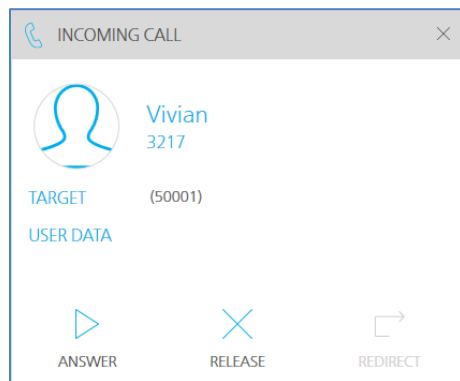 INCOMING CALL
Vivian
3217
TARGET (50001)
USER DATA
ANSWER RELEASE REDIRECT